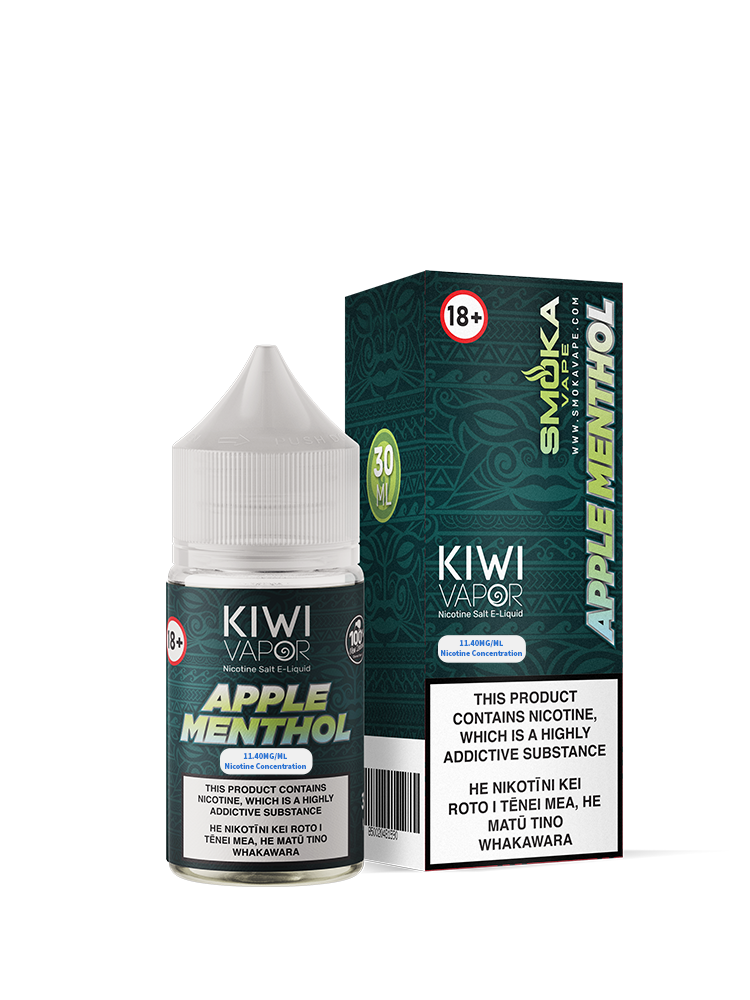 18+
SMOKA
VAPE
WWW.SMOKAVAPE.COM
APPLE MENTHOL
30
ML
KIWI
VAPOR
Nicotine Salt E-Liquid
11.40MG/ML
Nicotine Concentration
THIS PRODUCT
CONTAINS NICOTINE,
WHICH IS A HIGHLY
ADDICTIVE SUBSTANCE
HE NIKOTĪNI KEI
ROTO I TĒNEI MEA, HE
MATŪ TINO
WHAKAWARA
KIWI
VAPOR
Nicotine Salt E-Liquid
18+
100%
APPLE
MENTHOL
11.40MG/ML
Nicotine Concentration
THIS PRODUCT CONTAINS
NICOTINE, WHICH IS A HIGHLY
ADDICTIVE SUBSTANCE
HE NIKOTĪNI KEI ROTO I
TĒNEI MEA, HE MATŪ TINO
WHAKAWARA